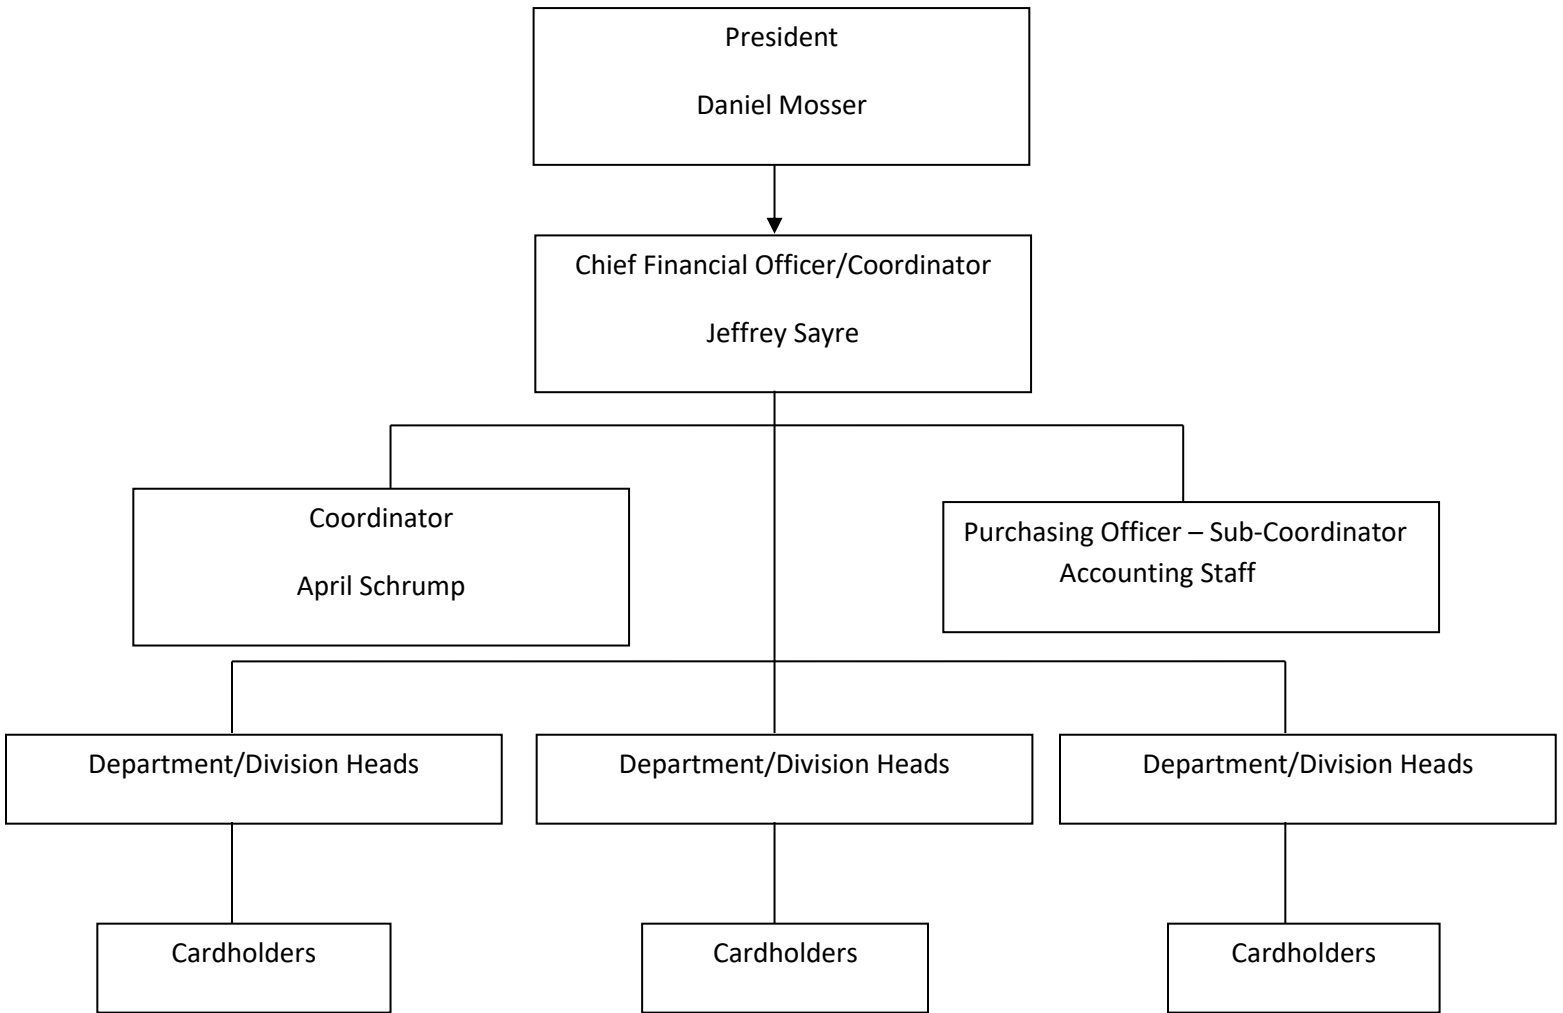 President
Daniel Mosser
Chief Financial Officer/Coordinator
Jeffrey Sayre
Coordinator
April Schrump
Purchasing Officer – Sub-Coordinator
Accounting Staff
Department/Division Heads
Department/Division Heads
Department/Division Heads
Cardholders
Cardholders
Cardholders